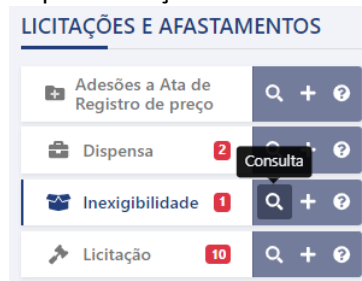 LICITAÇÕES E AFASTAMENTOS
Adesões a Ata de
Registro de preço
Dispensa 2
Consulta
Inexigibilidade 1
Licitação 10